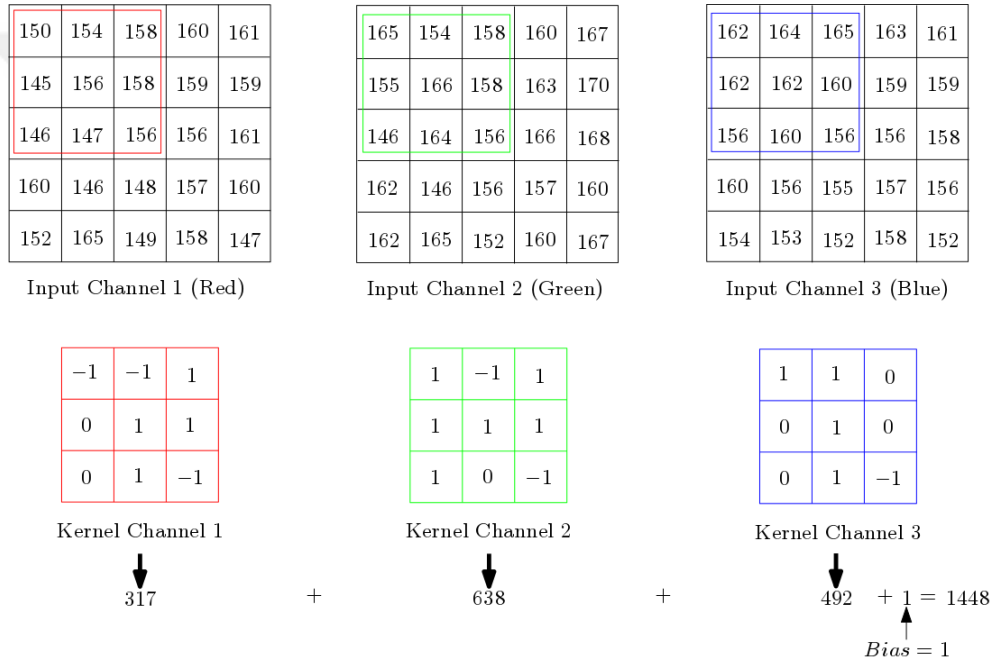 150 154 158 160 161 165 154 158 160 167 162 164 165 163 161
145 156 158 159 159 155 166 158 163 170 162 162 160 159 159
146 147 156 156 161 146 164 156 166 168 156 160 156 156 158
160 146 148 157 160 162 146 156 157 160 160 156 155 157 156
152 165 149 158 147 162 165 152 160 167 154 153 152 158 152
Input Channel 1 (Red) Input Channel 2 (Green) Input Channel 3 (Blue)
−1 −1 1 1 −1 1 1 1 0
0 1 1 1 1 1 0 1 0
0 1 −1 1 0 −1 0 1 −1
Kernel Channel 1 Kernel Channel 2 Kernel Channel 3
317 + 638 + 492 + 1 = 1448
Bias = 1